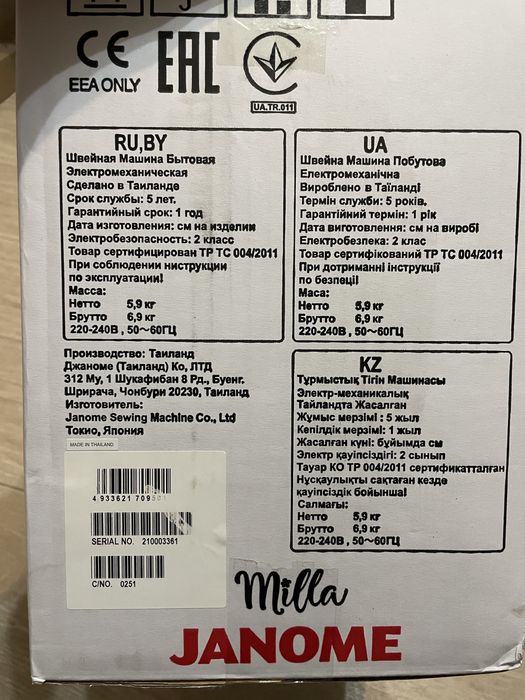 CE
EEA ONLY
EAC
UA.TR.011
RU,BY
Швейная Машина Бытовая
Электромеханическая
Сделано в Таиланде
Срок службы: 5 лет.
Гарантийный срок: 1 год
Дата изготовления: см на изделии
Электробезопасность: 2 класс
Товар сертифицирован ТР ТС 004/2011
При соблюдении нистркуции
по эксплуатации!
Масса:
Нетто 5,9 кг
Брутто 6,9 кг
220-240В , 50~60ГЦ
UA
Швейна Машина Побутова
Електромеханічна
Вироблено в Таїланді
Термін служби: 5 років.
Гарантійний термін: 1 рік
Дата виготовлення: см на виробі
Електробезпека: 2 клас
Товар сертифікований ТР ТС 004/2011
При дотриманні інструкції
по безпеці!
Маса:
Нетто 5,9 кг
Брутто 6,9 кг
220-240В , 50~60ГЦ
Производство: Таиланд
Джаноме (Таиланд) Ко, ЛТД
312 Му, 1 Шукафибан 8 Рд., Буенг.
Шрирача, Чонбури 20230, Таиланд
Изготовитель:
Janome Sewing Machine Co., Ltd
Токио, Япония
KZ
Тұрмыстық Тігін Машинасы
Электр-механикалық
Тайландта Жасалған
Жұмыс мерзімі: 5 жыл
Кепілдік мерзімі: 1 жыл
Жасалған күні: бұйымда см
Электр қауіпсіздігі: 2 сынып
Тауар КО ТР 004/2011 сертификатталған
Нұсқаулықты сақтаған кезде
қауіпсіздік бойынша!
Салмағы:
Нетто 5,9 кг
Брутто 6,9 кг
220-240В , 50~60ГЦ
MADE IN THAILAND
4 933621 709501
SERIAL NO. 210003361
C/NO. 0251
Milla
JANOME